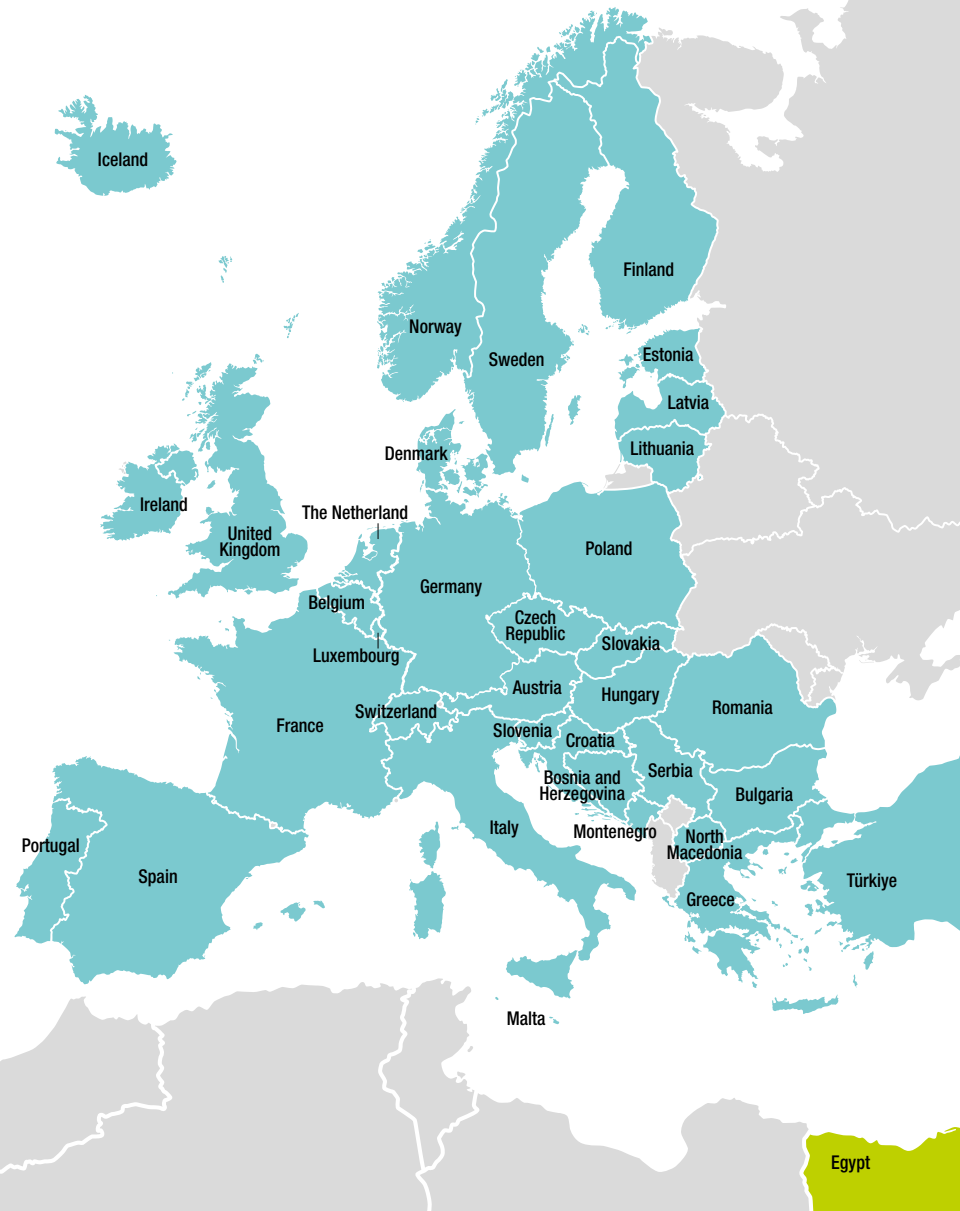 Iceland
Finland
Norway
Sweden
Estonia
Latvia
Lithuania
Denmark
Ireland
The Netherland
United
Kingdom
Poland
Germany
Belgium
Czech
Republic
Slovakia
Luxembourg
Austria
Hungary
Switzerland
Romania
France
Slovenia
Croatia
Serbia
Bosnia and
Herzegovina
Bulgaria
Italy
Montenegro
North
Macedonia
Portugal
Spain
Türkiye
Greece
Malta
Egypt